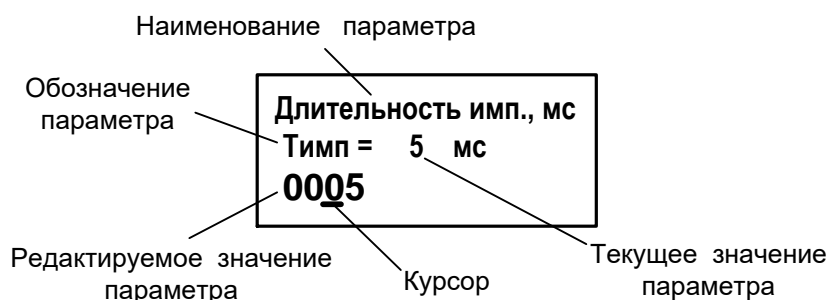 Наименование параметра
Обозначение
параметра
Длительность имп., мс
Тимп = 5 мс
0005
Редактируемое значение
параметра
Курсор
Текущее значение
параметра